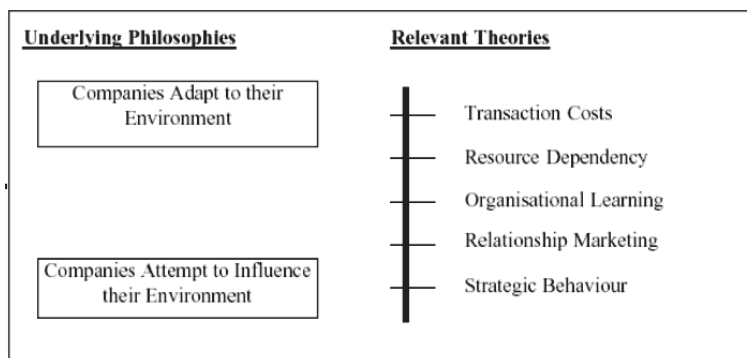 Underlying Philosophies
Companies Adapt to their
Environment
Companies Attempt to Influence
their Environment
Relevant Theories
Transaction Costs
Resource Dependency
Organisational Learning
Relationship Marketing
Strategic Behaviour